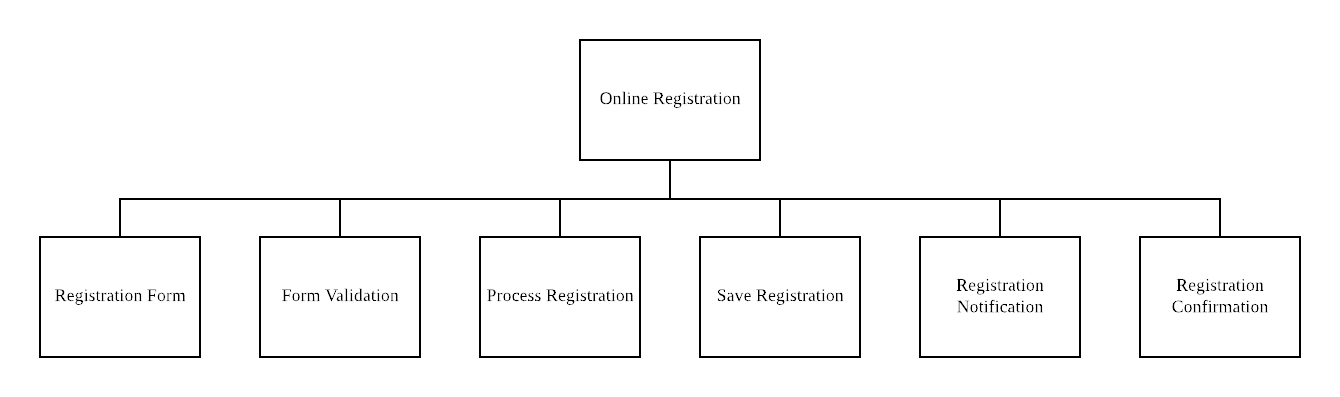 Online Registration
Registration Form
Form Validation
Process Registration
Save Registration
Registration
Notification
Registration
Confirmation